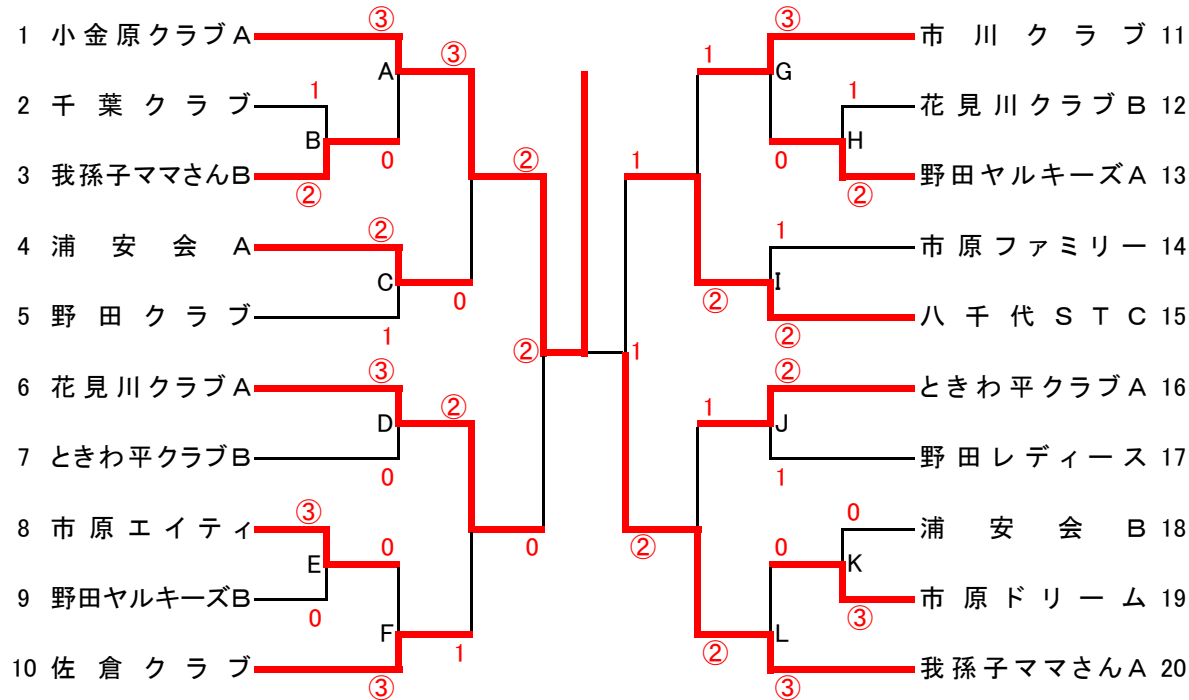 ③ ③
1 小金原クラブA 市川クラブ 11
③ 1
A G
1 1
2 千葉クラブ 花見川クラブB 12
B H
0 0
② 1
3 我孫子ママさんB 野田ヤルキーズA 13
② ②
② 1
4 浦安会A 市原ファミリー 14
C I
0 ②
5 野田クラブ 八千代STC 15
1 ②
② 1
③ ②
6 花見川クラブA ときわ平クラブA 16
② 1
D J
7 ときわ平クラブB 野田レディース 17
0 1
③ 0
8 市原エイティ 浦安会B 18
0 ② 0 0
E K
9 野田ヤルキーズB 市原ドリーム 19
0 ③
F L
1 ②
10 佐倉クラブ 我孫子ママさんA 20
③ ③